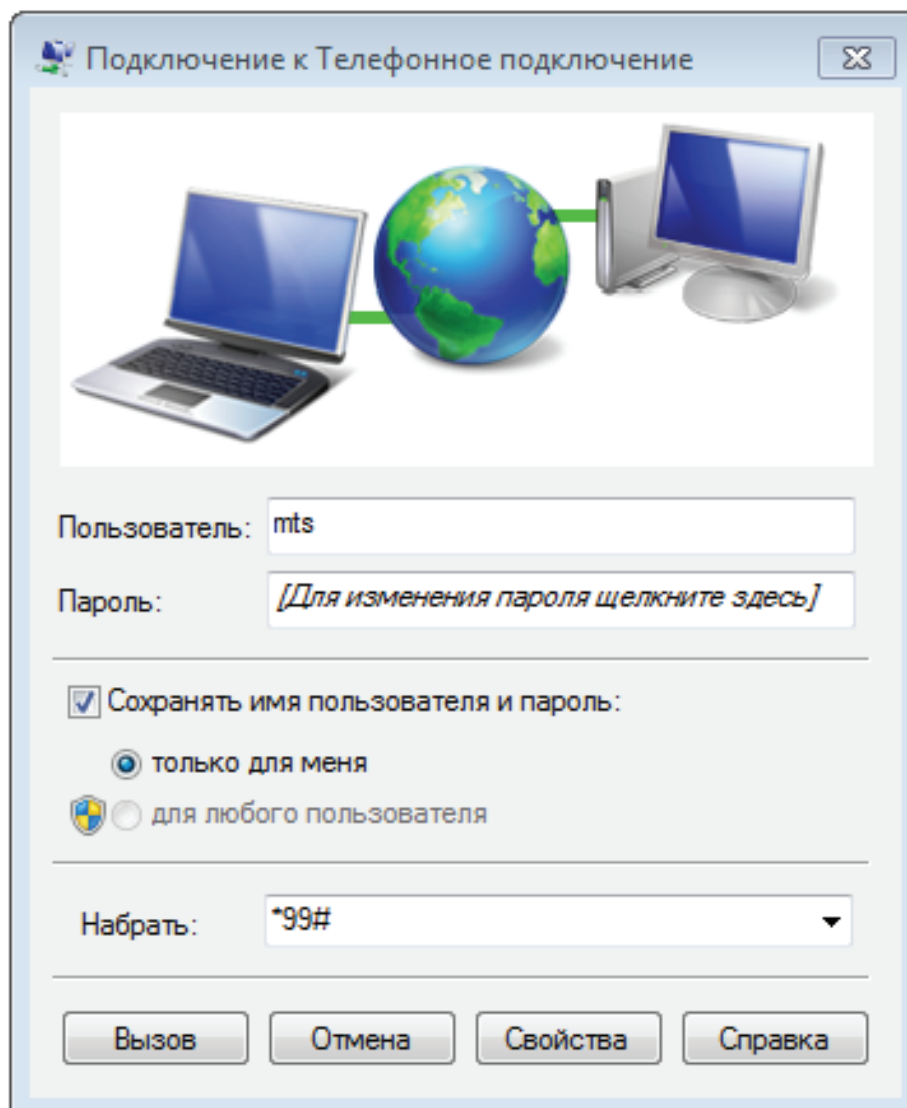 Подключение к Телефонное подключение
Пользователь: mts
Пароль: [Для изменения пароля щелкните здесь]
Сохранять имя пользователя и пароль:
только для меня
для любого пользователя
Набрать: *99#
Вызов Отмена Свойства Справка